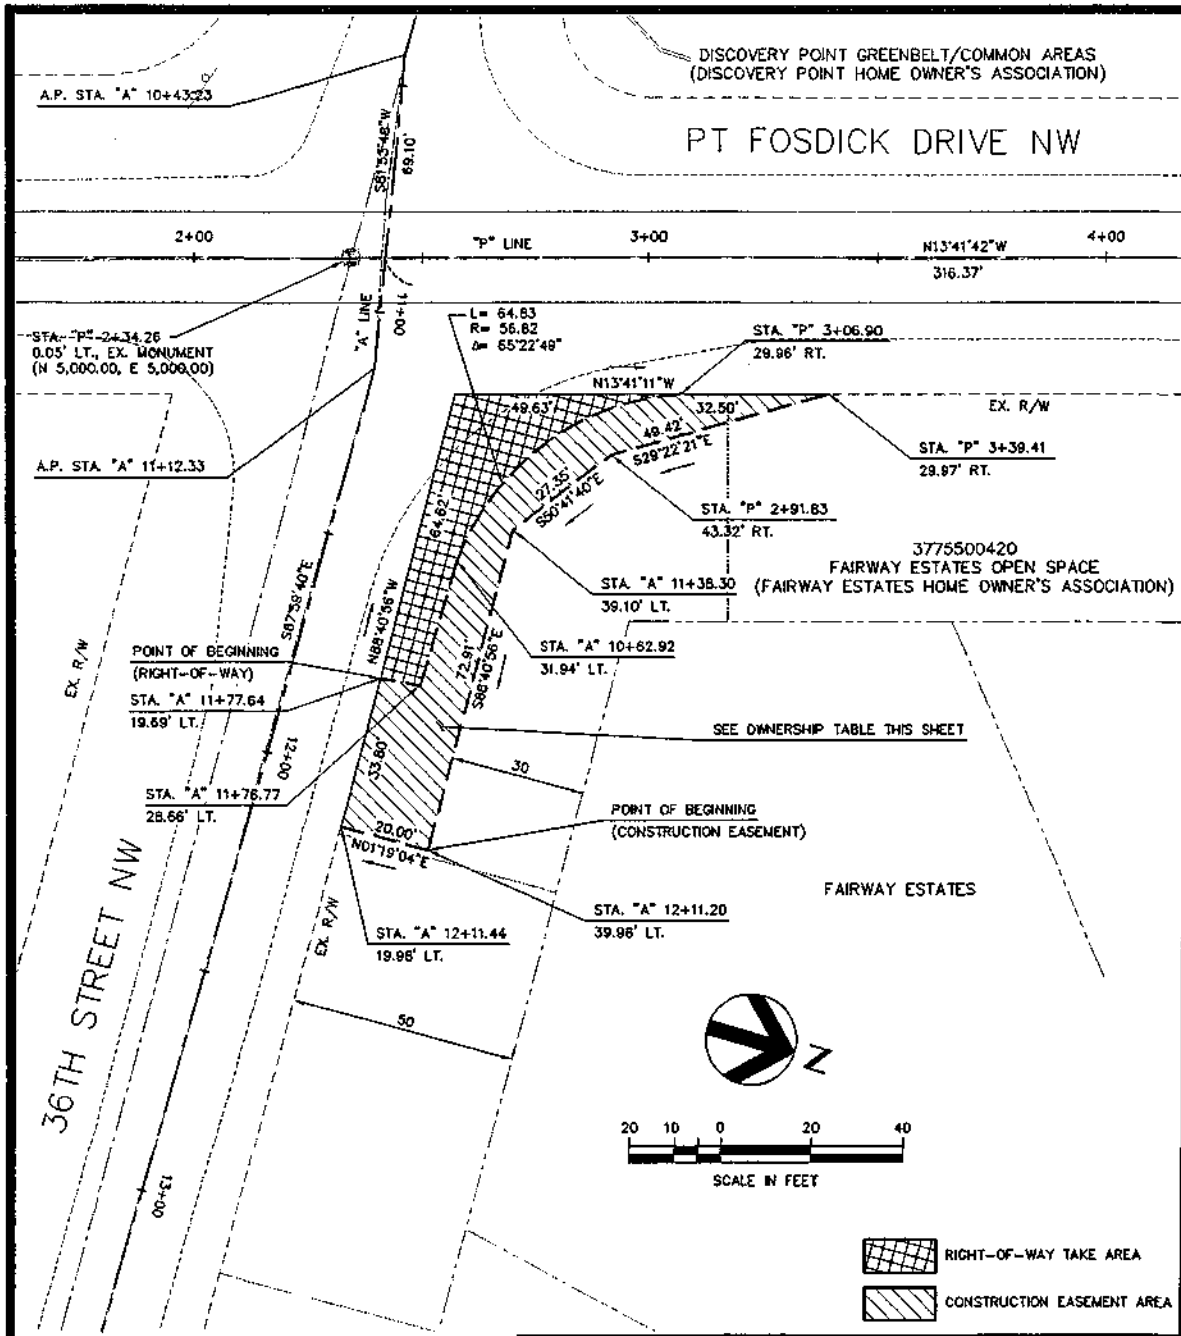 DISCOVERY POINT GREENBELT/COMMON AREAS
(DISCOVERY POINT HOME OWNER'S ASSOCIATION)
A.P. STA. "A" 10+43.23
PT FOSDICK DRIVE NW
S81°53'48"W
69.10'
2+00
"P" LINE
3+00
N13°41'42"W
316.37'
4+00
STA. "P" 2+34.26
0.05' LT., EX. MONUMENT
(N 5,000.00, E 5,000.00)
"A" LINE
11+00
L= 64.83
R= 56.82
Δ= 65°22'49"
STA. "P" 3+06.90
29.96' RT.
N13°41'11"W
49.63'
32.50'
EX. R/W
49.42'
S29°22'21"E
STA. "P" 3+39.41
29.97' RT.
A.P. STA. "A" 11+12.33
27.35'
S50°41'40"E
STA. "P" 2+91.83
43.32' RT.
64.62'
3775500420
FAIRWAY ESTATES OPEN SPACE
(FAIRWAY ESTATES HOME OWNER'S ASSOCIATION)
STA. "A" 11+38.30
39.10' LT.
S87°59'40"E
N88°40'56"W
EX. R/W
POINT OF BEGINNING
(RIGHT-OF-WAY)
STA. "A" 11+77.64
19.69' LT.
72.91'
S88°40'56"E
STA. "A" 10+62.92
31.94' LT.
SEE OWNERSHIP TABLE THIS SHEET
12+00
33.80'
30
STA. "A" 11+76.77
28.66' LT.
POINT OF BEGINNING
(CONSTRUCTION EASEMENT)
20.00'
N01°19'04"E
FAIRWAY ESTATES
STA. "A" 12+11.20
39.96' LT.
EX. R/W
STA. "A" 12+11.44
19.98' LT.
36TH STREET NW
50
N
13+00
20 10 0 20 40
SCALE IN FEET
RIGHT-OF-WAY TAKE AREA
CONSTRUCTION EASEMENT AREA